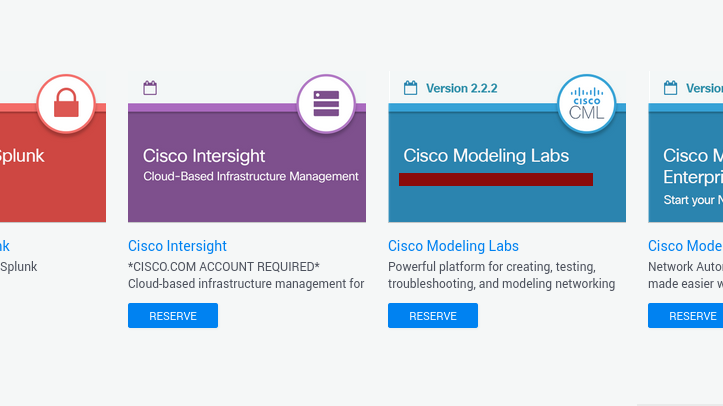 Splunk
nk
Splunk
Cisco Intersight
Cloud-Based Infrastructure Management
Cisco Intersight
*CISCO.COM ACCOUNT REQUIRED*
Cloud-based infrastructure management for
RESERVE
Version 2.2.2
CISCO
CML
Cisco Modeling Labs
Cisco Modeling Labs
Powerful platform for creating, testing,
troubleshooting, and modeling networking
RESERVE
Version
Cisco M
Enterpri
Start your N
Cisco Mode
Network Auto
made easier w
RESERVE